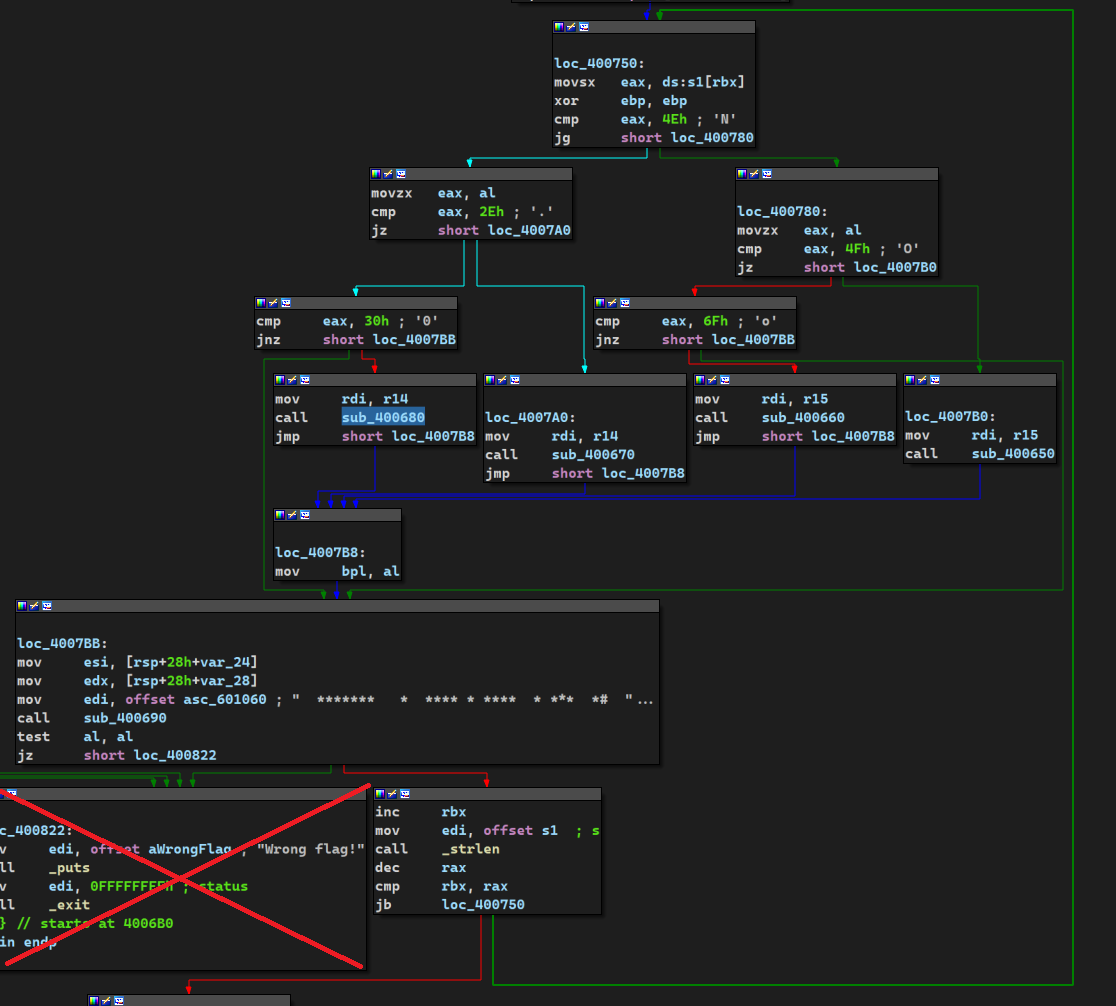 loc_400750:
movsx eax, ds:s1[rbx]
xor ebp, ebp
cmp eax, 4Eh ; 'N'
jg short loc_400780
movzx eax, al
cmp eax, 2Eh ; '.'
jz short loc_4007A0
loc_400780:
movzx eax, al
cmp eax, 4Fh ; 'O'
jz short loc_4007B0
cmp eax, 30h ; '0'
jnz short loc_4007BB
cmp eax, 6Fh ; 'o'
jnz short loc_4007BB
mov rdi, r14
call sub_400680
jmp short loc_4007B8
loc_4007A0:
mov rdi, r14
call sub_400670
jmp short loc_4007B8
mov rdi, r15
call sub_400660
jmp short loc_4007B8
loc_4007B0:
mov rdi, r15
call sub_400650
loc_4007B8:
mov bpl, al
loc_4007BB:
mov esi, [rsp+28h+var_24]
mov edx, [rsp+28h+var_28]
mov edi, offset asc_601060 ; "  *******   *  **** * ****  * ***  *#  "...
call sub_400690
test al, al
jz short loc_400822
c_400822:
v edi, offset aWrongFlag ; "Wrong flag!"
ll _puts
v edi, 0FFFFFFFFh ; status
ll _exit
} // starts at 4006B0
in endp
inc rbx
mov edi, offset s1 ; s
call _strlen
dec rax
cmp rbx, rax
jb loc_400750